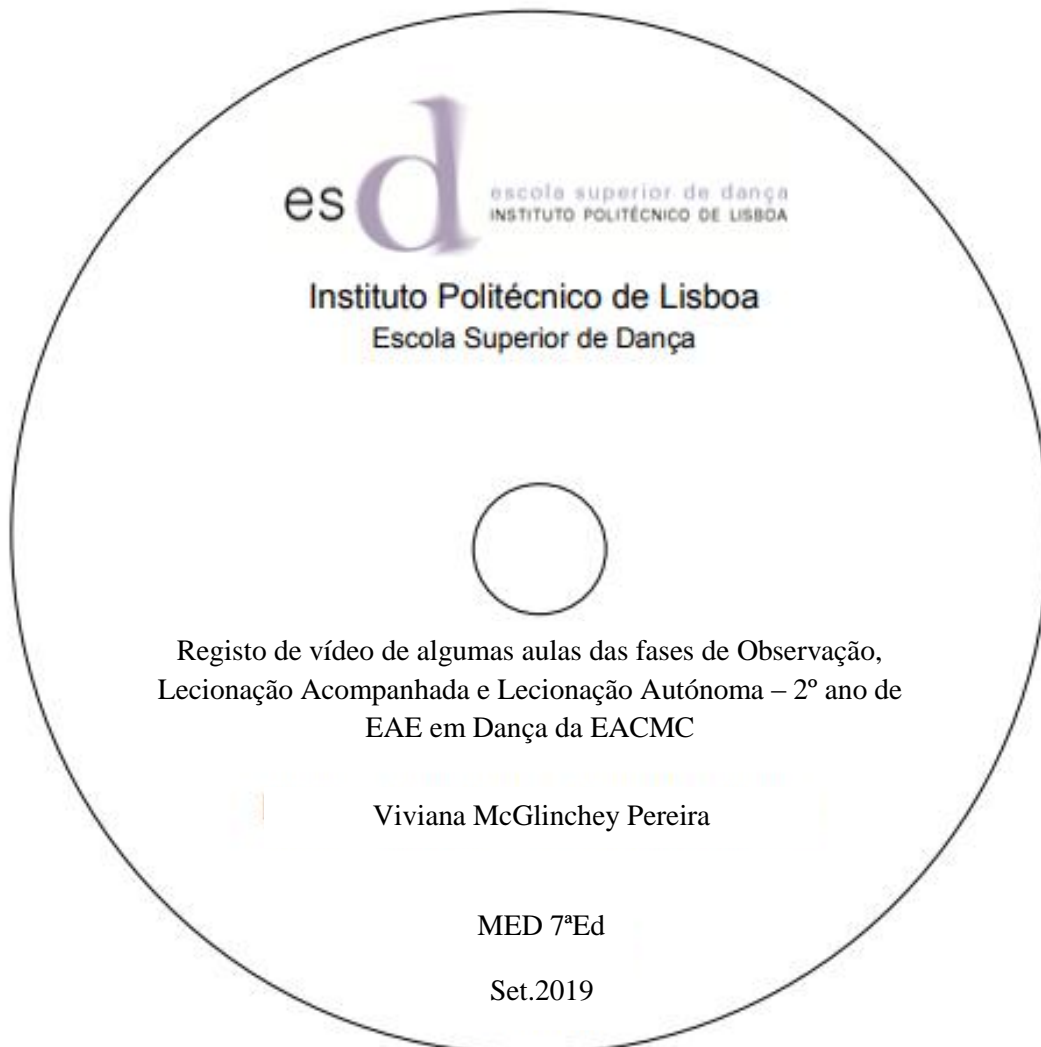 esd
escola superior de dança
INSTITUTO POLITÉCNICO DE LISBOA
Instituto Politécnico de Lisboa
Escola Superior de Dança
Registo de vídeo de algumas aulas das fases de Observação,
Lecionação Acompanhada e Lecionação Autónoma – 2º ano de
EAE em Dança da EACMC
Viviana McGlinchey Pereira
MED 7ªEd
Set.2019